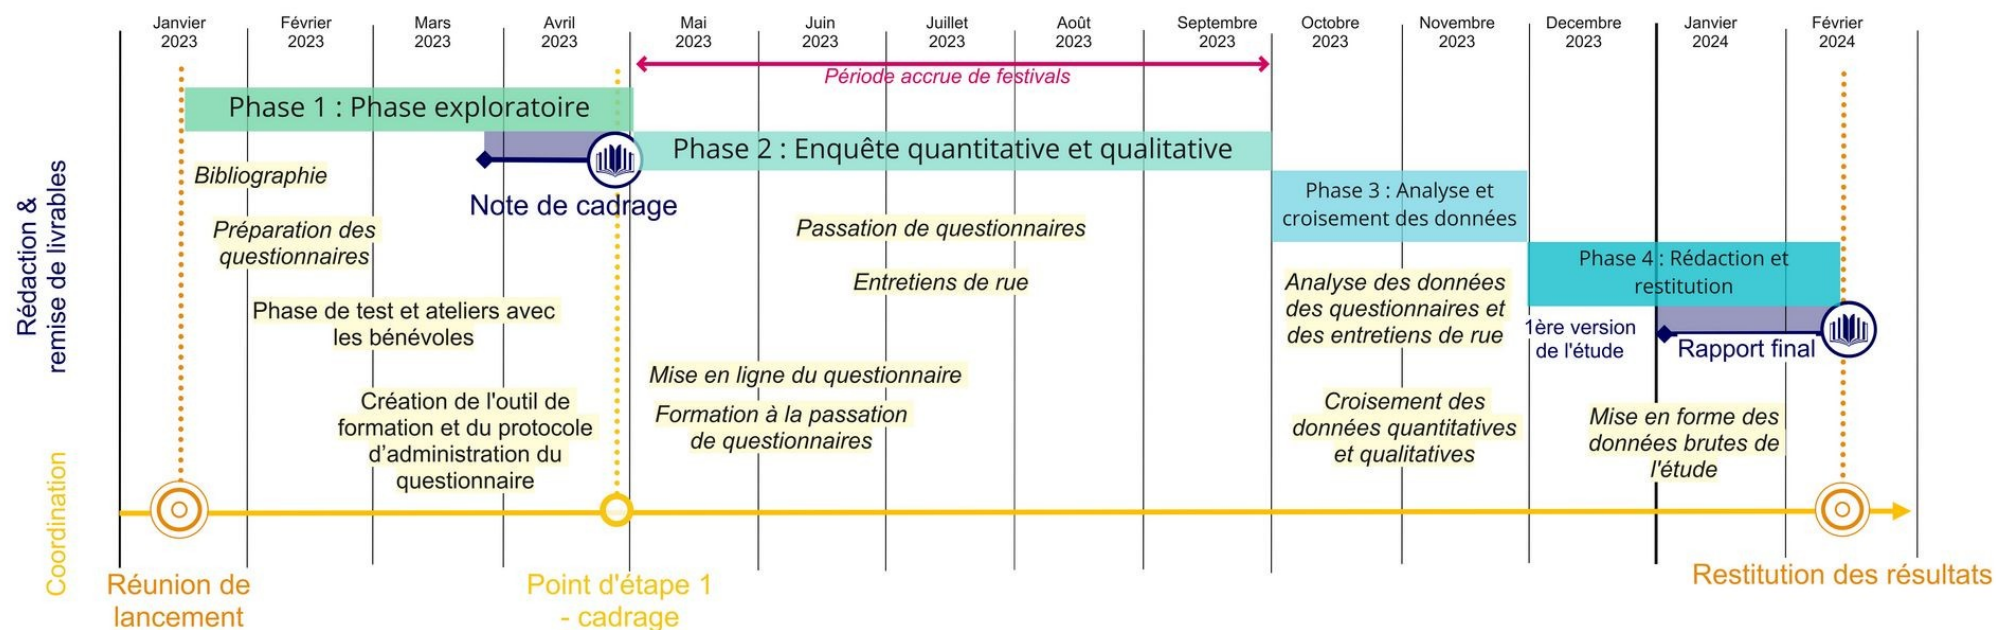 Janvier
2023
Février
2023
Mars
2023
Avril
2023
Mai
2023
Juin
2023
Juillet
2023
Août
2023
Septembre
2023
Octobre
2023
Novembre
2023
Decembre
2023
Janvier
2024
Février
2024
Période accrue de festivals
Phase 1 : Phase exploratoire
Phase 2 : Enquête quantitative et qualitative
Phase 3 : Analyse et
croisement des données
Phase 4 : Rédaction et
restitution
Rédaction &
remise de livrables
Bibliographie
Note de cadrage
Préparation des
questionnaires
Phase de test et ateliers avec
les bénévoles
Création de l'outil de
formation et du protocole
d’administration du
questionnaire
Passation de questionnaires
Entretiens de rue
Mise en ligne du questionnaire
Formation à la passation
de questionnaires
Analyse des données
des questionnaires et
des entretiens de rue
Croisement des
données quantitatives
et qualitatives
1ère version
de l'étude
Rapport final
Mise en forme des
données brutes de
l'étude
Coordination
Réunion de
lancement
Point d'étape 1
- cadrage
Restitution des résultats